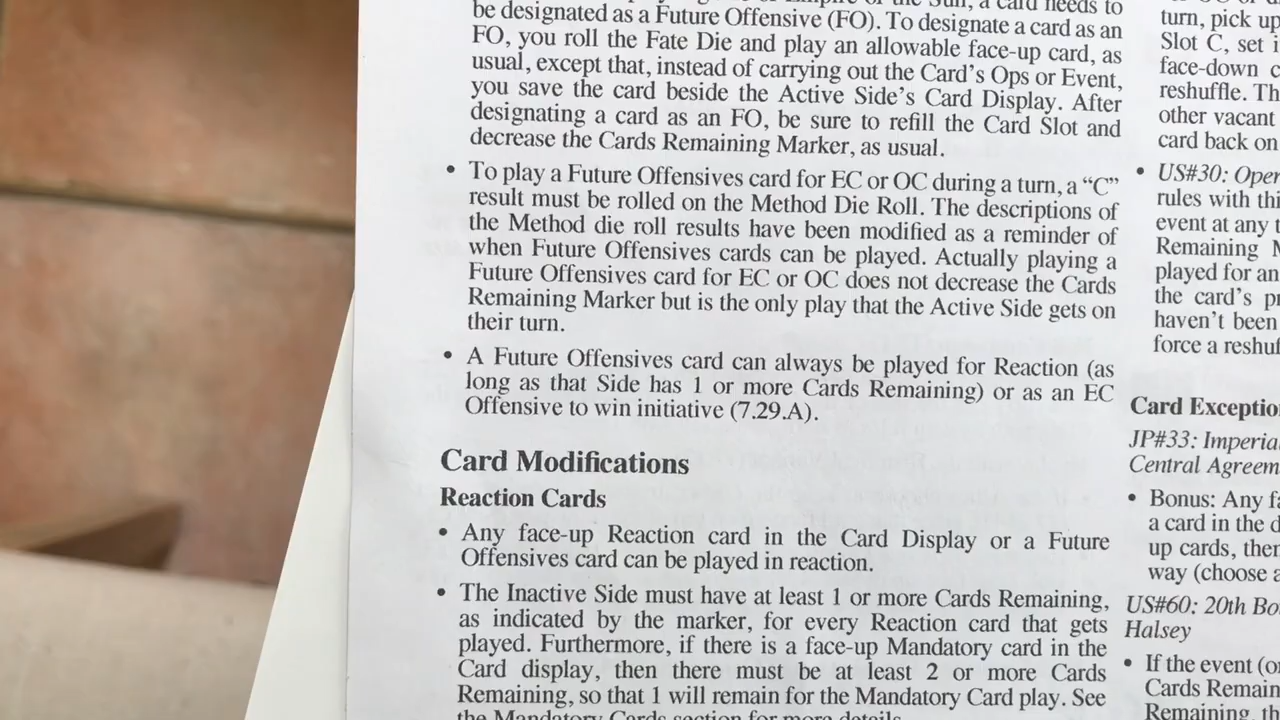 be designated as a Future Offensive (FO). To designate a card as an
FO, you roll the Fate Die and play an allowable face-up card, as
usual, except that, instead of carrying out the Card's Ops or Event,
you save the card beside the Active Side's Card Display. After
designating a card as an FO, be sure to refill the Card Slot and
decrease the Cards Remaining Marker, as usual.
• To play a Future Offensives card for EC or OC during a turn, a “C”
result must be rolled on the Method Die Roll. The descriptions of
the Method die roll results have been modified as a reminder of
when Future Offensives cards can be played. Actually playing a
Future Offensives card for EC or OC does not decrease the Cards
Remaining Marker but is the only play that the Active Side gets on
their turn.
• A Future Offensives card can always be played for Reaction (as
long as that Side has 1 or more Cards Remaining) or as an EC
Offensive to win initiative (7.29.A).
Card Modifications
Reaction Cards
• Any face-up Reaction card in the Card Display or a Future
Offensives card can be played in reaction.
• The Inactive Side must have at least 1 or more Cards Remaining,
as indicated by the marker, for every Reaction card that gets
played. Furthermore, if there is a face-up Mandatory card in the
Card display, then there must be at least 2 or more Cards
Remaining, so that 1 will remain for the Mandatory Card play. See
the Mandatory Cards section for more details.
turn, pick up
Slot C, set
face-down
reshuffle.
other vacant
card back on
• US#30:
rules with
event at any
Remaining
played for an
the card's
haven't been
force a
Card
JP#33:
Central
• Bonus: Any
a card in the
up cards,
way (choose
US#60: 20th
Halsey
• If the event
Cards